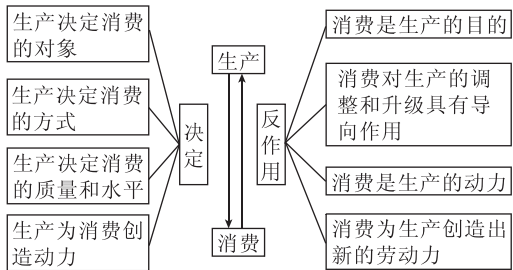 生产决定消费
的对象
生产决定消费
的方式
生产决定消费
的质量和水平
生产为消费创
造动力
决定
生产
消费
反作用
消费是生产的目的
消费对生产的调
整和升级具有导
向作用
消费是生产的动力
消费为生产创造出
新的劳动力